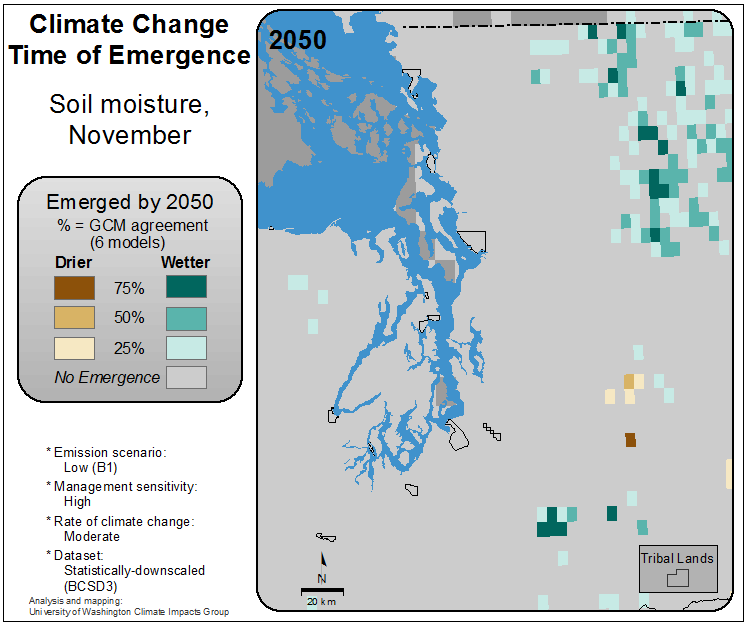 Climate Change
Time of Emergence
Soil moisture,
November
Emerged by 2050
% = GCM agreement
(6 models)
Drier Wetter
75%
50%
25%
No Emergence
* Emission scenario:
Low (B1)
* Management sensitivity:
High
* Rate of climate change:
Moderate
* Dataset:
Statistically-downscaled
(BCSD3)
Analysis and mapping:
University of Washington Climate Impacts Group
2050
N
20 km
Tribal Lands